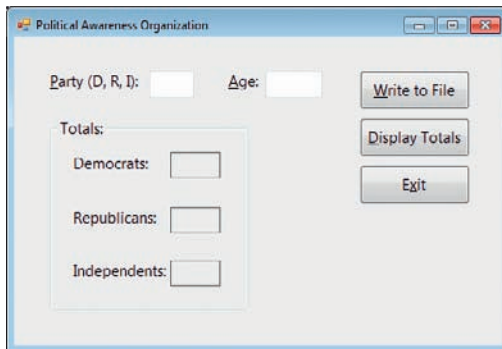 Political Awareness Organization
Party (D, R, I): Age: Write to File
Totals: Display Totals
Democrats: Exit
Republicans:
Independents: